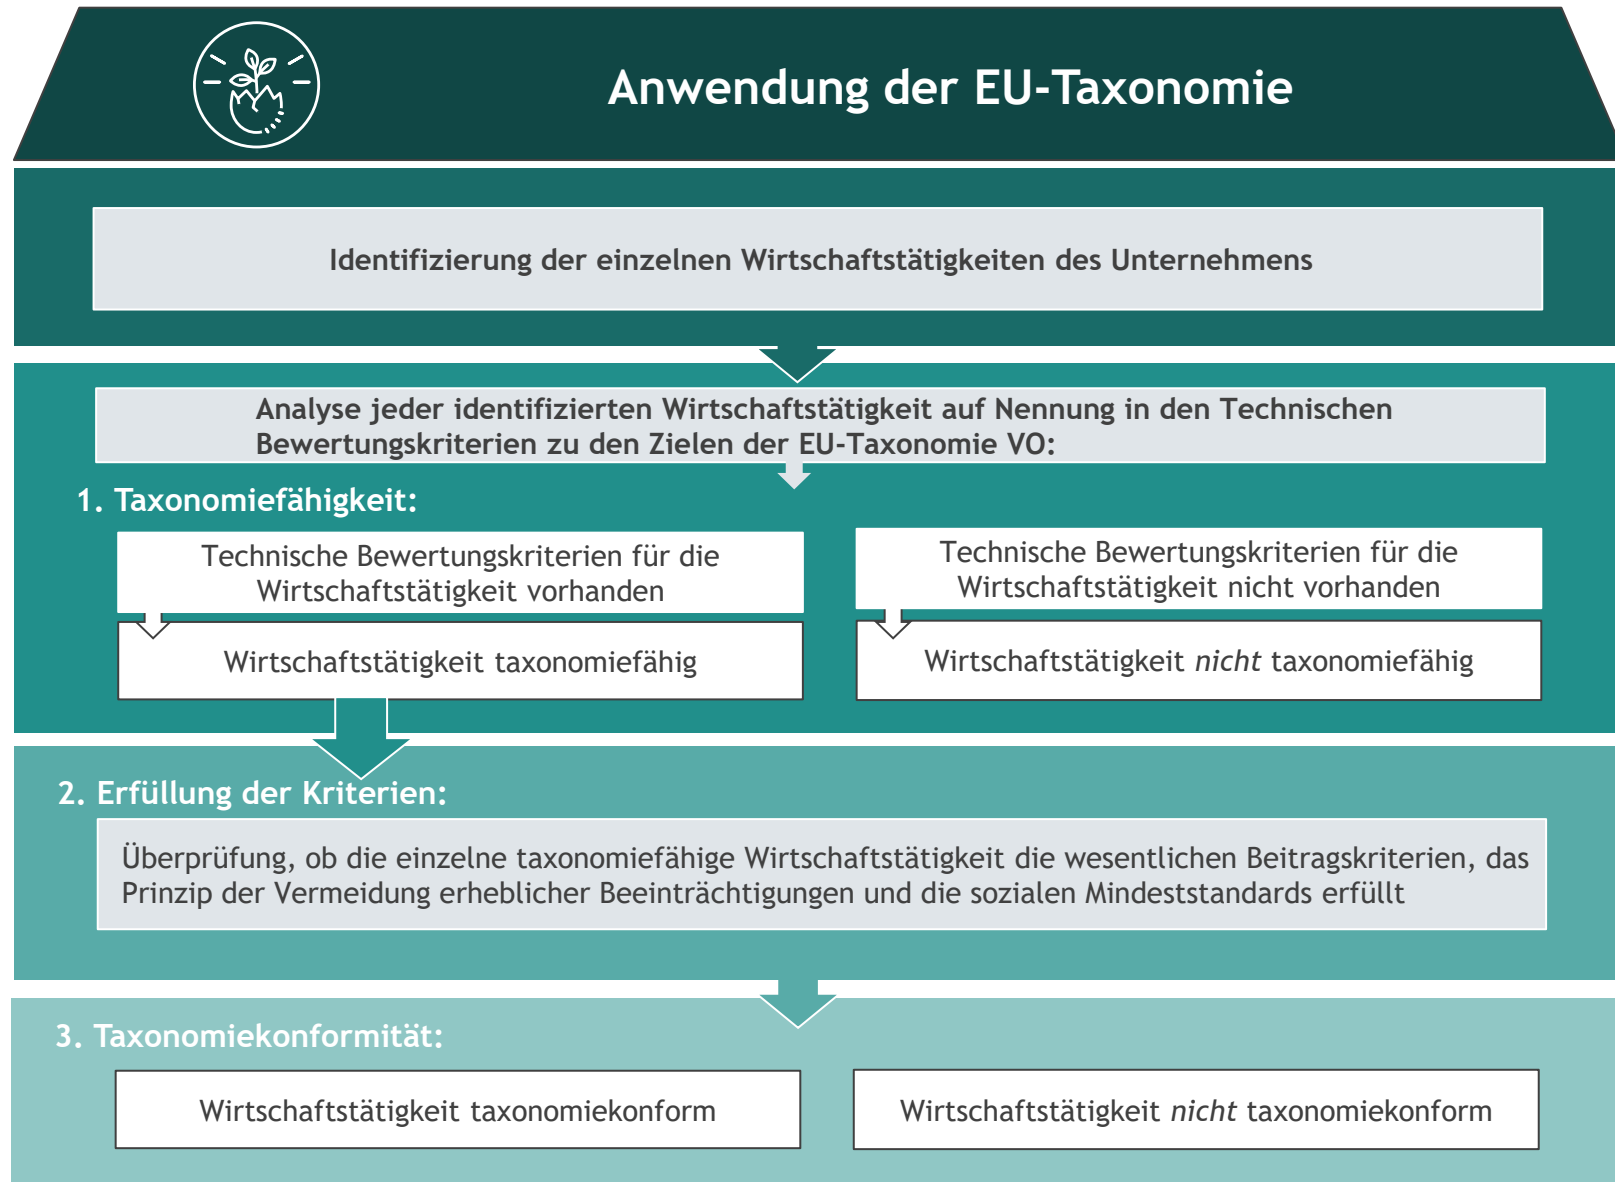 Anwendung der EU-Taxonomie
Identifizierung der einzelnen Wirtschaftstätigkeiten des Unternehmens
Analyse jeder identifizierten Wirtschaftstätigkeit auf Nennung in den Technischen
Bewertungskriterien zu den Zielen der EU-Taxonomie VO:
1. Taxonomiefähigkeit:
Technische Bewertungskriterien für die
Wirtschaftstätigkeit vorhanden
Wirtschaftstätigkeit taxonomiefähig
Technische Bewertungskriterien für die
Wirtschaftstätigkeit nicht vorhanden
Wirtschaftstätigkeit nicht taxonomiefähig
2. Erfüllung der Kriterien:
Überprüfung, ob die einzelne taxonomiefähige Wirtschaftstätigkeit die wesentlichen Beitragskriterien, das
Prinzip der Vermeidung erheblicher Beeinträchtigungen und die sozialen Mindeststandards erfüllt
3. Taxonomiekonformität:
Wirtschaftstätigkeit taxonomiekonform
Wirtschaftstätigkeit nicht taxonomiekonform